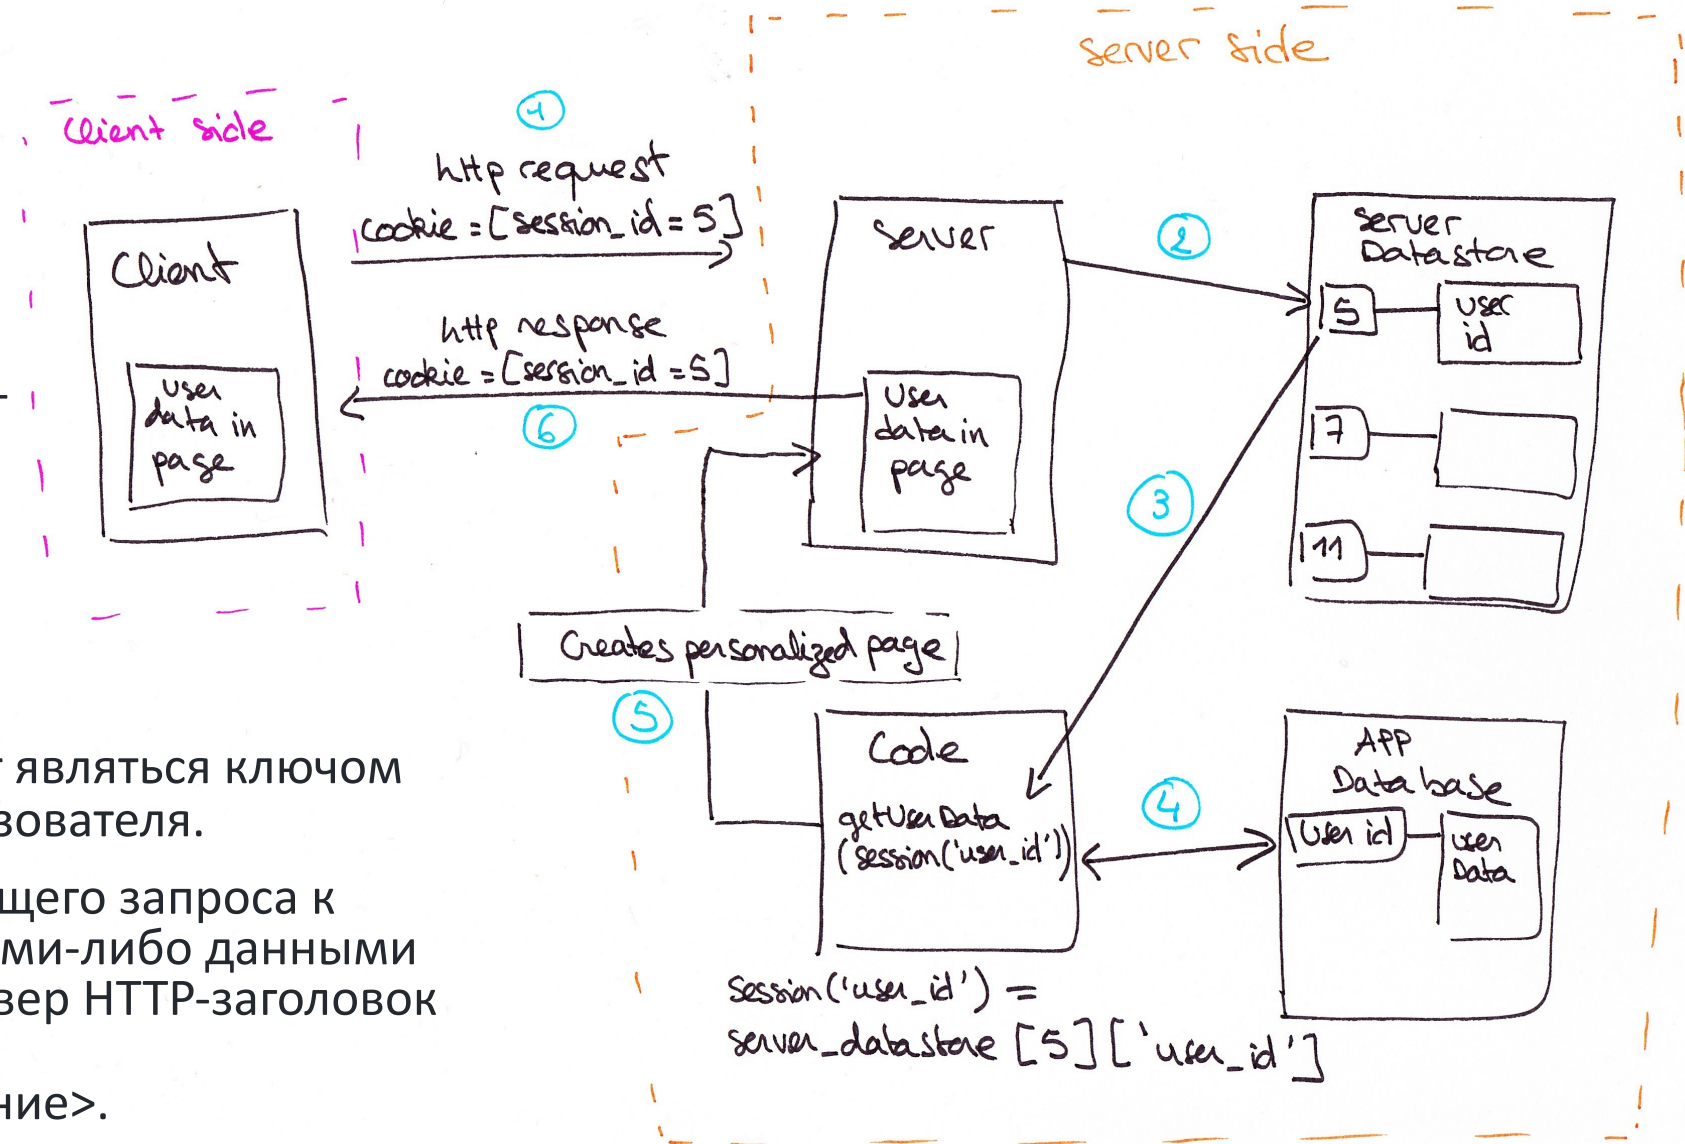 server side
client side
1
http request
cookie = [session_id = 5]
Client
user
data in
page
http response
cookie = [session_id = 5]
6
Server
User
data in
page
2
Server
Datastore
5
user
id
7
11
3
Creates personalized page
5
Code
getUserData
(session('user_id'))
4
APP
Database
User id
user
Data
session('user_id') =
server_datastore [5] ['user_id']
т являться ключом
зователя.
щего запроса к
ми-либо данными
зер HTTP-заголовок
ние>.